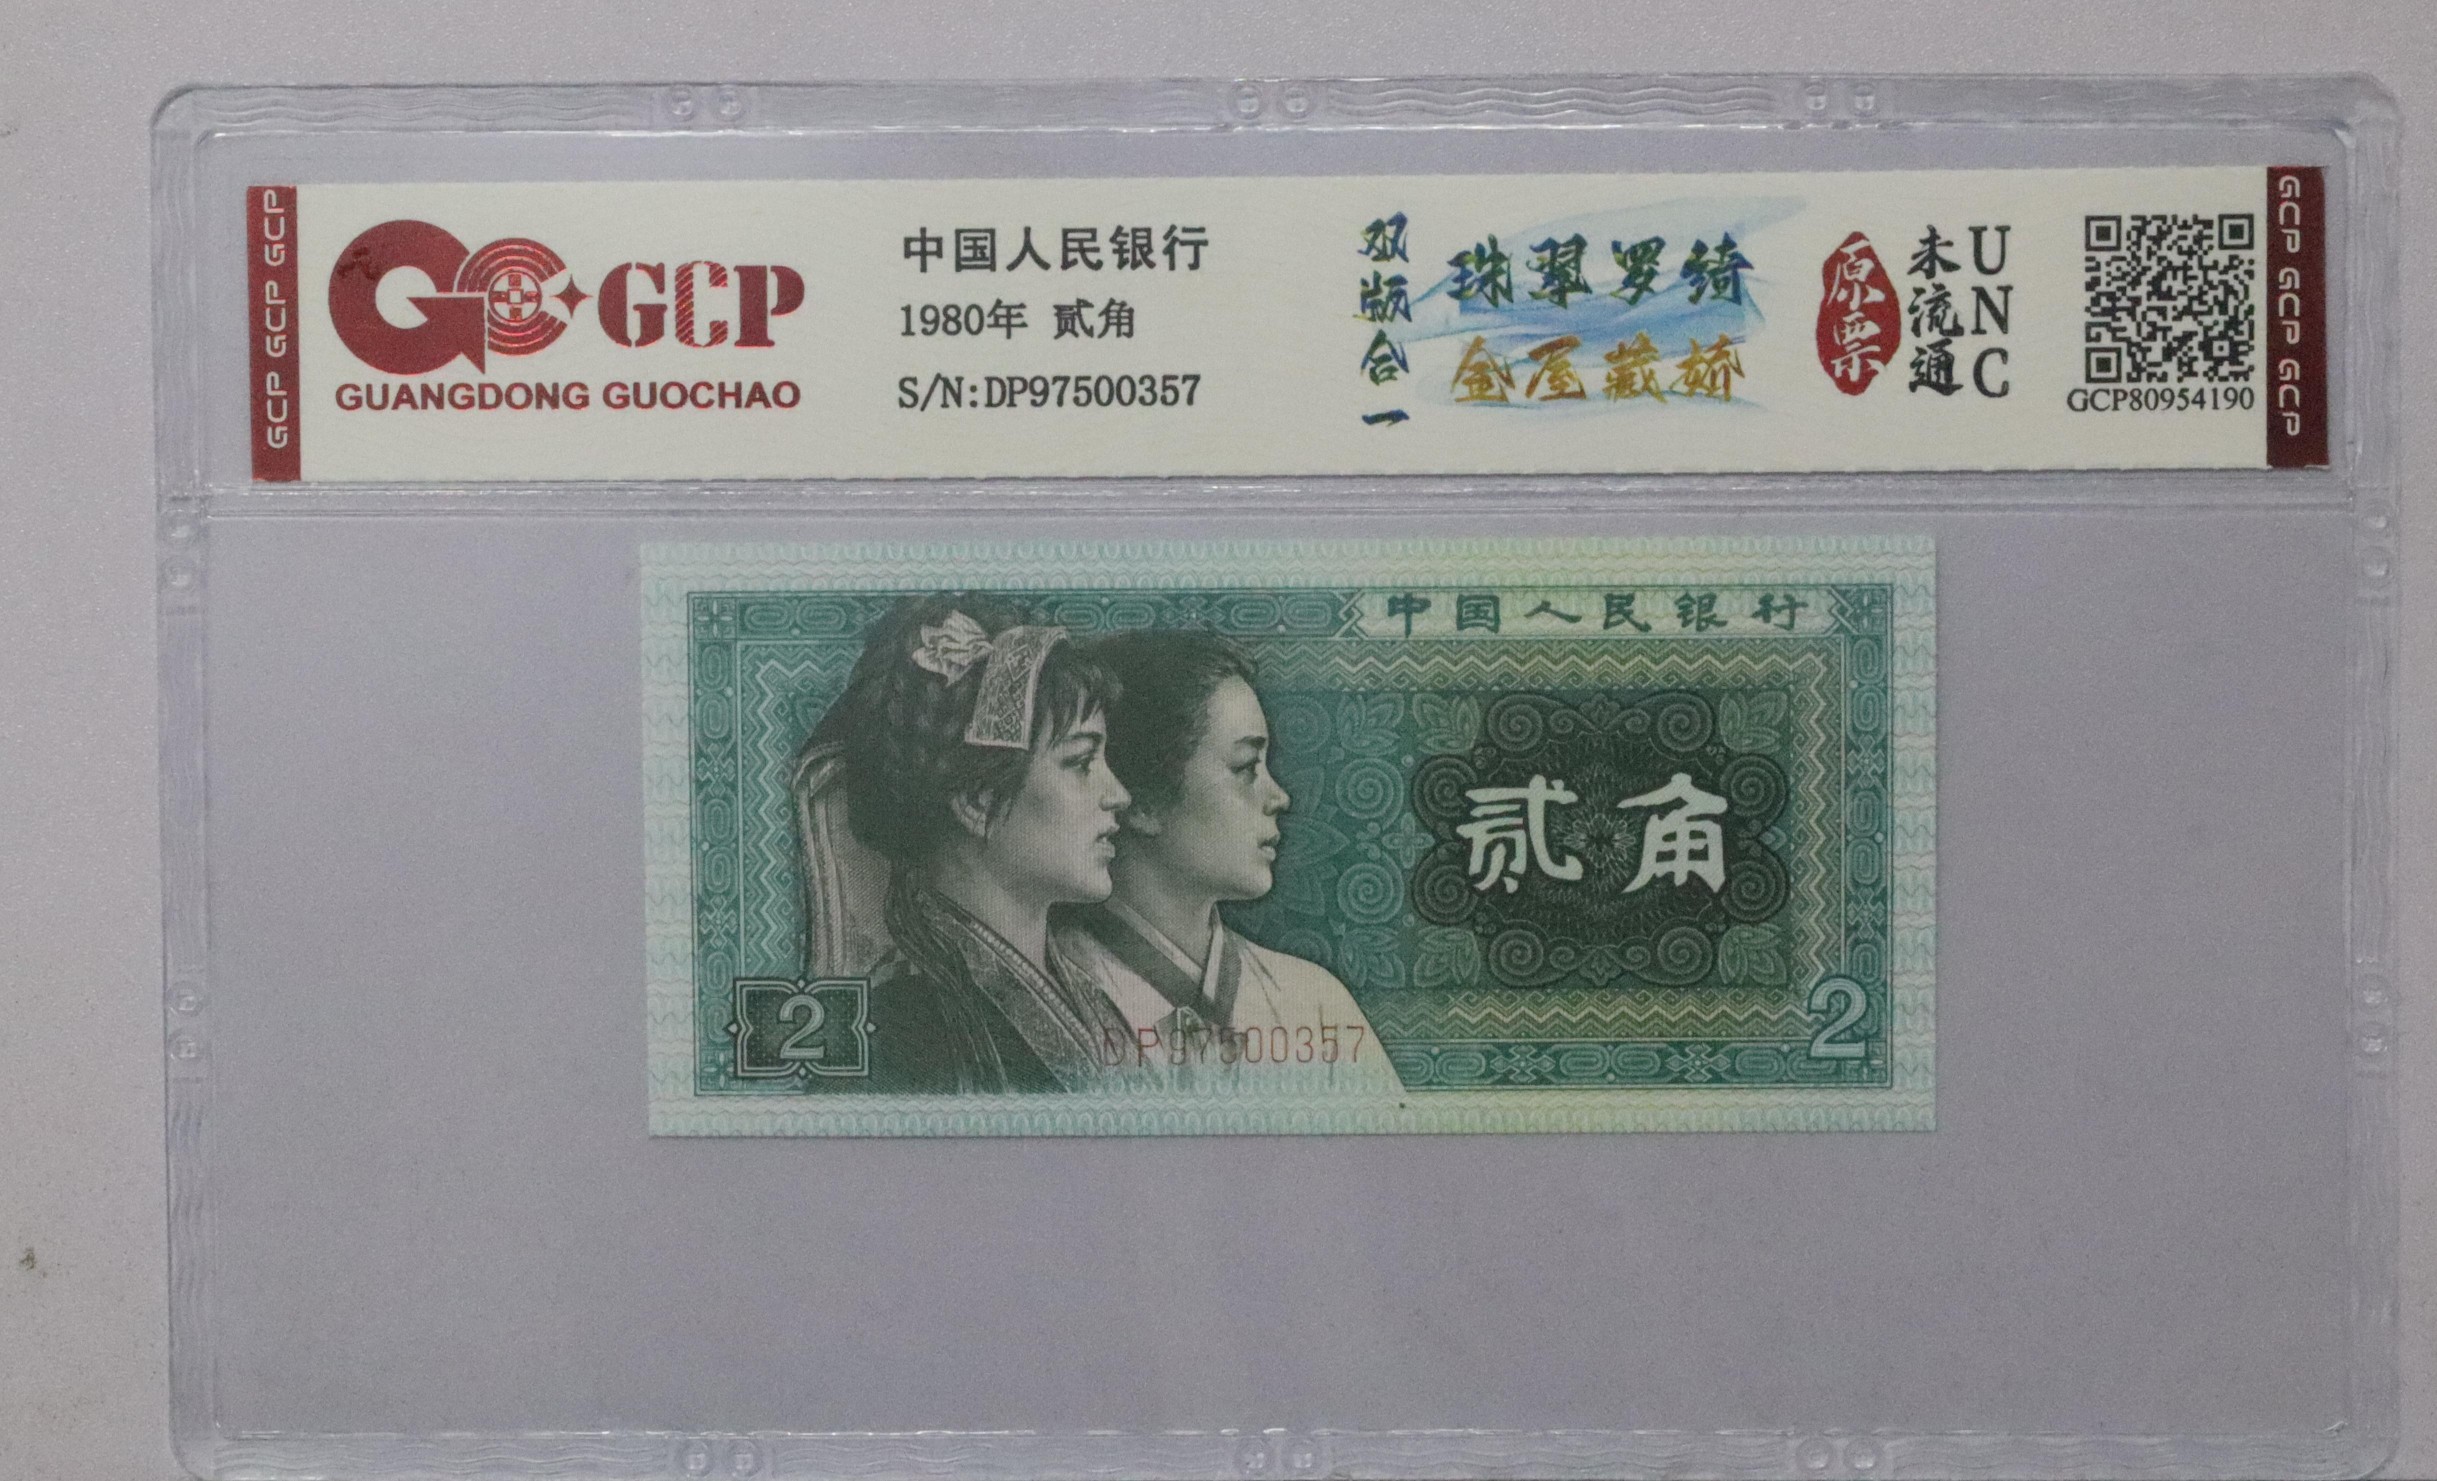 GCP GCP GCP
GCP
GUANGDONG GUOCHAO
中国人民银行
1980年 贰角
S/N:DP97500357
双版合一
珠翠罗绮
金屋藏娇
原票
未流通
UNC
GCP80954190
GCP GCP GCP
中国人民银行
贰角
2
DP97500357
2